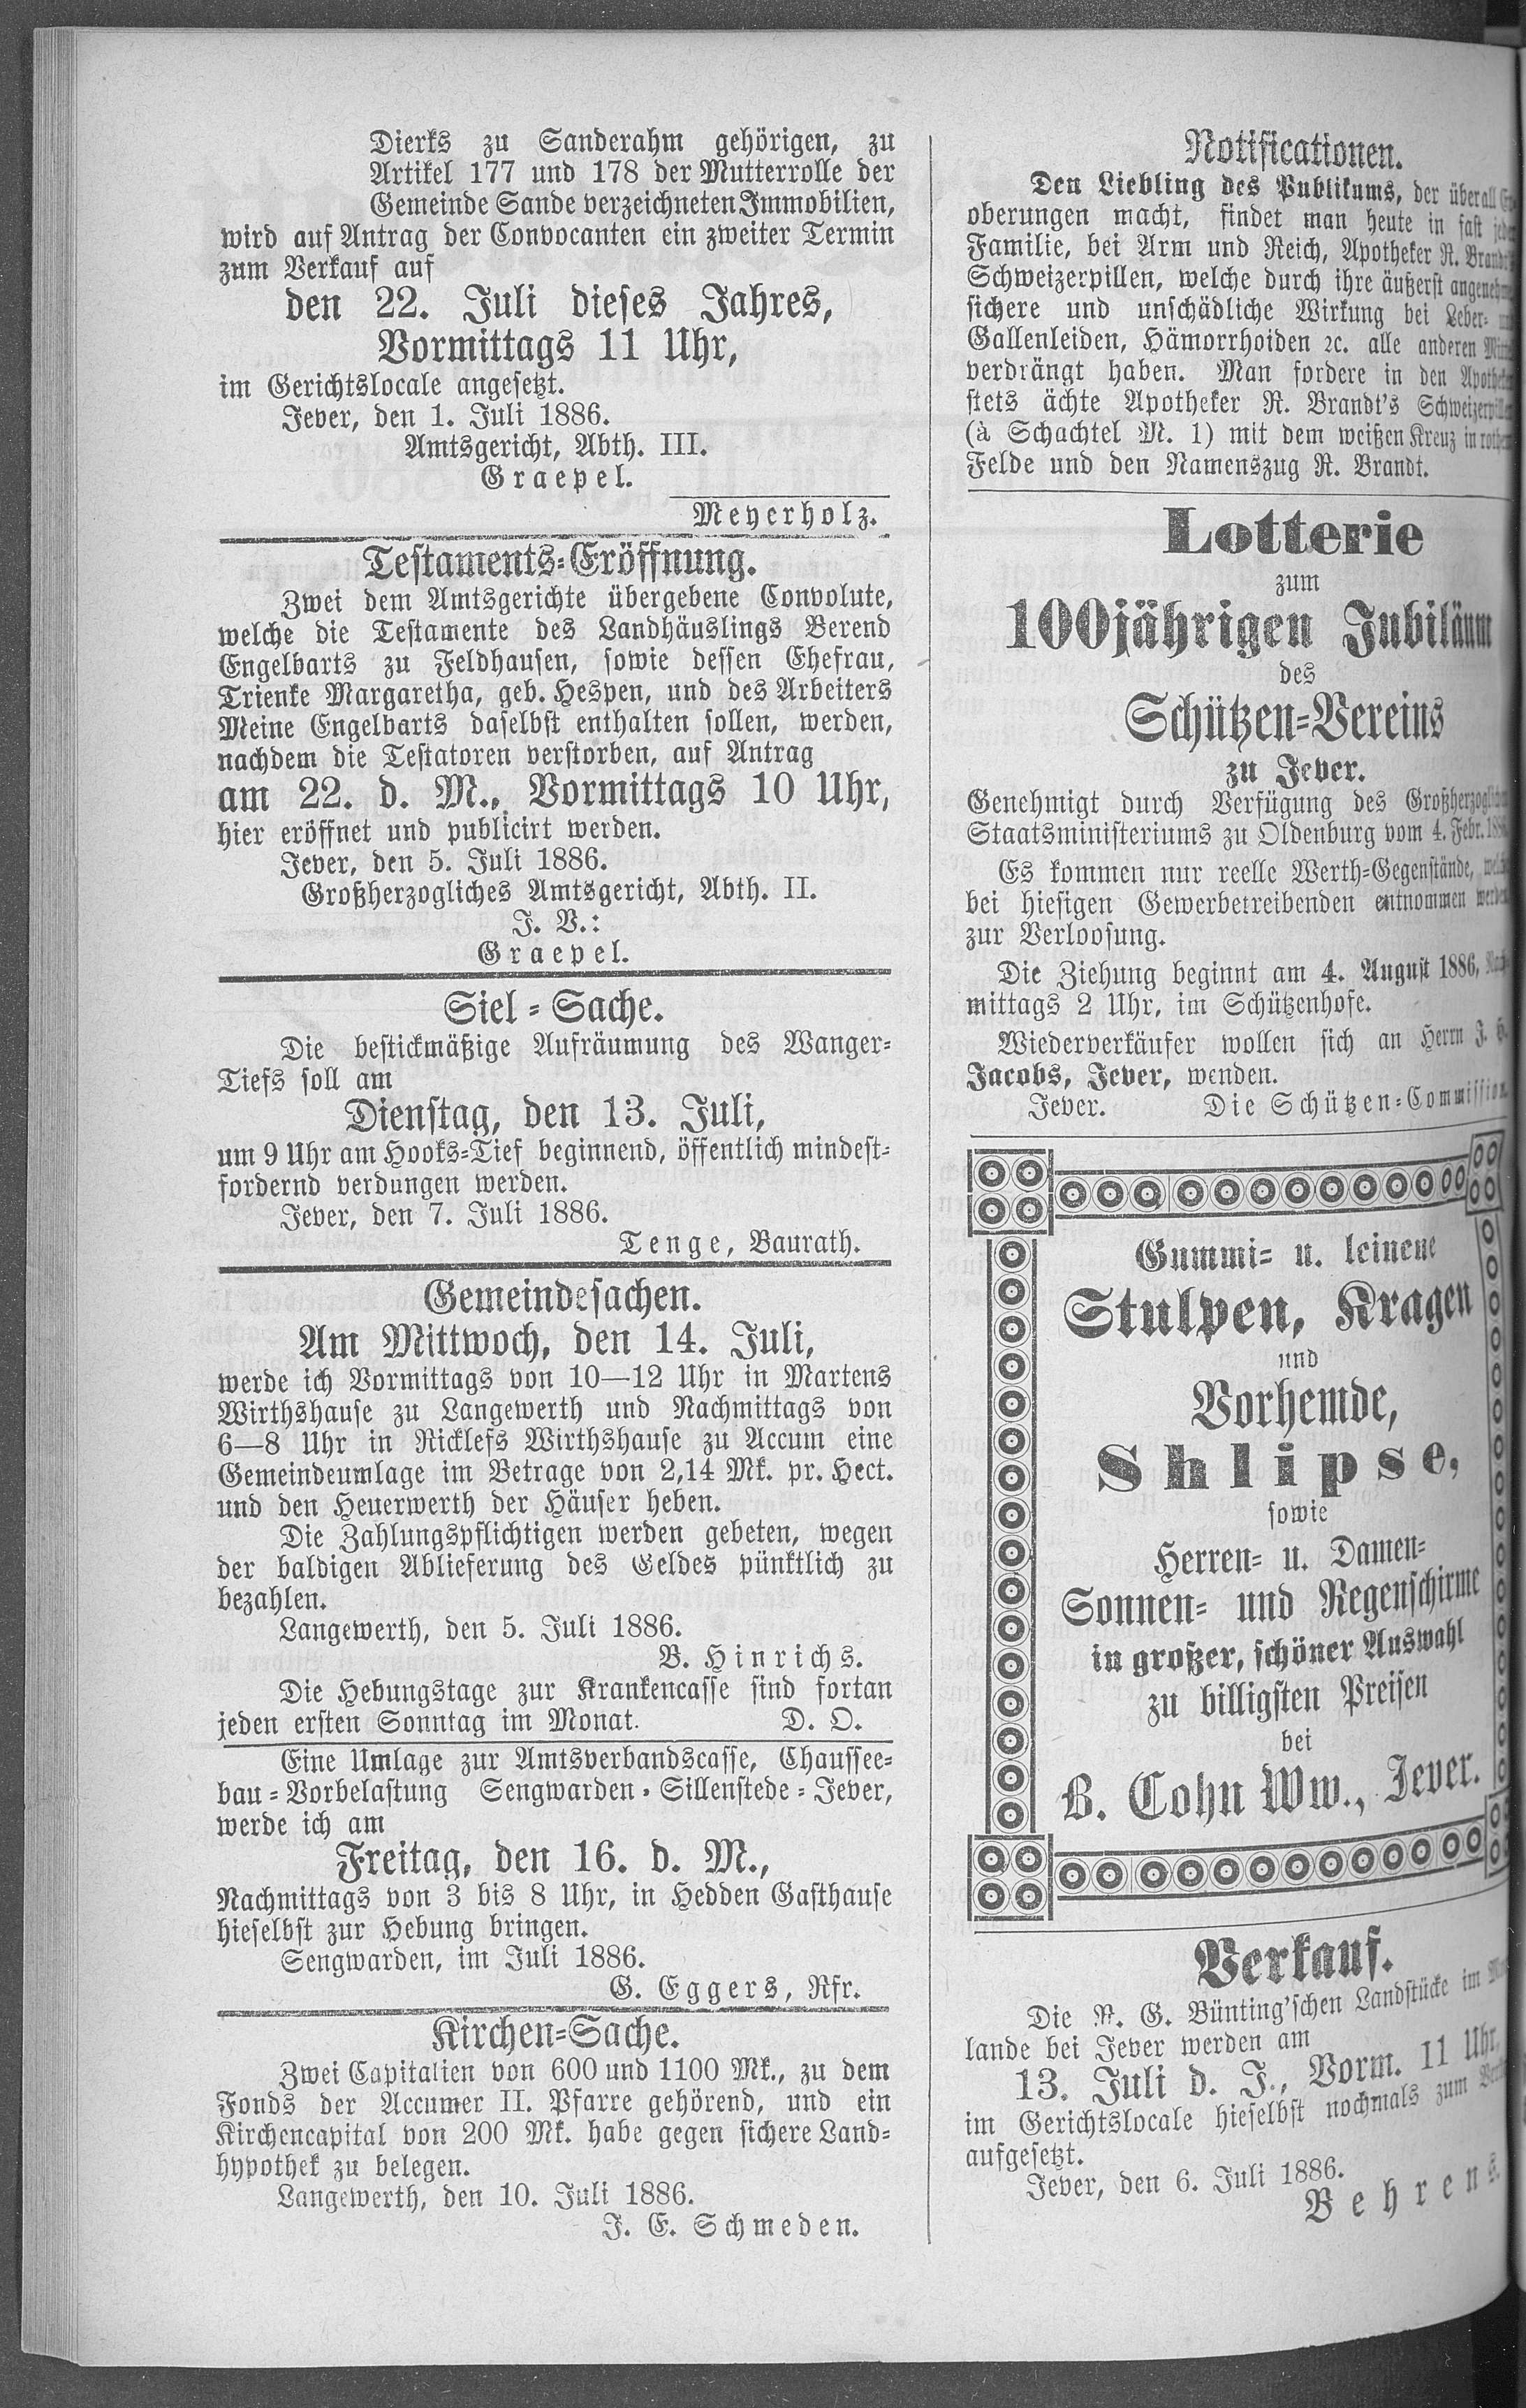 Dierks zu Sanderahm gehörigen, zu
Artikel 177 und 178 der Mutterrolle der
Gemeinde Sande verzeichneten Immobilien,
wird auf Antrag der Convocanten ein zweiter Termin
zum Verkauf auf
den 22. Juli dieses Jahres,
Vormittags 11 Uhr,
im Gerichtslocale angesetzt.
Jever, den 1. Juli 1886.
Amtsgericht, Abth. III.
Graepel.
Meyerholz.
Testaments-Eröffnung.
Zwei dem Amtsgerichte übergebene Convolute,
welche die Testamente des Landhäuslings Berend
Engelbarts zu Feldhausen, sowie dessen Ehefrau,
Trienke Margaretha, geb. Hespen, und des Arbeiters
Meine Engelbarts daselbst enthalten sollen, werden,
nachdem die Testatoren verstorben, auf Antrag
am 22. d. M., Vormittags 10 Uhr,
hier eröffnet und publicirt werden.
Jever, den 5. Juli 1886.
Großherzogliches Amtsgericht, Abth. II.
J. V.:
Graepel.
Siel-Sache.
Die bestickmäßige Aufräumung des Wanger-
Tiefs soll am
Dienstag, den 13. Juli,
um 9 Uhr am Hooks-Tief beginnend, öffentlich mindest-
fordernd verdungen werden.
Jever, den 7. Juli 1886.
Tenge, Baurath.
Gemeindesachen.
Am Mittwoch, den 14. Juli,
werde ich Vormittags von 10—12 Uhr in Martens
Wirthshause zu Langewerth und Nachmittags von
6—8 Uhr in Ricklefs Wirthshause zu Accum eine
Gemeindeumlage im Betrage von 2,14 Mk. pr. Hect.
und den Heuerwerth der Häuser heben.
Die Zahlungspflichtigen werden gebeten, wegen
der baldigen Ablieferung des Geldes pünktlich zu
bezahlen.
Langewerth, den 5. Juli 1886.
B. Hinrichs.
Die Hebungstage zur Krankencasse sind fortan
jeden ersten Sonntag im Monat. D. O.
Eine Umlage zur Amtsverbandscasse, Chaussee-
bau-Vorbelastung Sengwarden-Sillenstede-Jever,
werde ich am
Freitag, den 16. d. M.,
Nachmittags von 3 bis 8 Uhr, in Hedden Gasthause
hieselbst zur Hebung bringen.
Sengwarden, im Juli 1886.
G. Eggers, Rfr.
Kirchen-Sache.
Zwei Capitalien von 600 und 1100 Mk., zu dem
Fonds der Accumer II. Pfarre gehörend, und ein
Kirchencapital von 200 Mk. habe gegen sichere Land-
hypothek zu belegen.
Langewerth, den 10. Juli 1886.
J. E. Schmeden.
Notificationen.
Den Liebling des Publikums, der überall
oberungen macht, findet man heute in fast
Familie, bei Arm und Reich, Apotheker R. Brandt's
Schweizerpillen, welche durch ihre äußerst
sichere und unschädliche Wirkung bei Leber-
Gallenleiden, Hämorrhoiden ꝛc. alle anderen
verdrängt haben. Man fordere in den
stets ächte Apotheker R. Brandt's Schweizerpillen
(à Schachtel M. 1) mit dem weißen Kreuz in
Felde und den Namenszug R. Brandt.
Lotterie
zum
100jährigen Jubiläum
des
Schützen-Vereins
zu Jever.
Genehmigt durch Verfügung des
Staatsministeriums zu Oldenburg vom 4. Febr.
Es kommen nur reelle Werth-Gegenstände,
bei hiesigen Gewerbetreibenden entnommen
zur Verloosung.
Die Ziehung beginnt am 4. August 1886,
mittags 2 Uhr, im Schützenhofe.
Wiederverkäufer wollen sich an Herrn J. H.
Jacobs, Jever, wenden.
Jever. Die Schützen-Commission.
Gummi- u. leinene
Stulpen, Kragen
und
Vorhemde,
Shlipse,
sowie
Herren- u. Damen-
Sonnen- und Regenschirme
in großer, schöner Auswahl
zu billigsten Preisen
bei
B. Cohn Ww., Jever.
Verkauf.
Die G. Bünting'schen Landstücke im
lande bei Jever werden am
13. Juli d. J., Vorm. 11 Uhr,
im Gerichtslocale hieselbst nochmals zum
aufgesetzt.
Jever, den 6. Juli 1886.
Behrens.